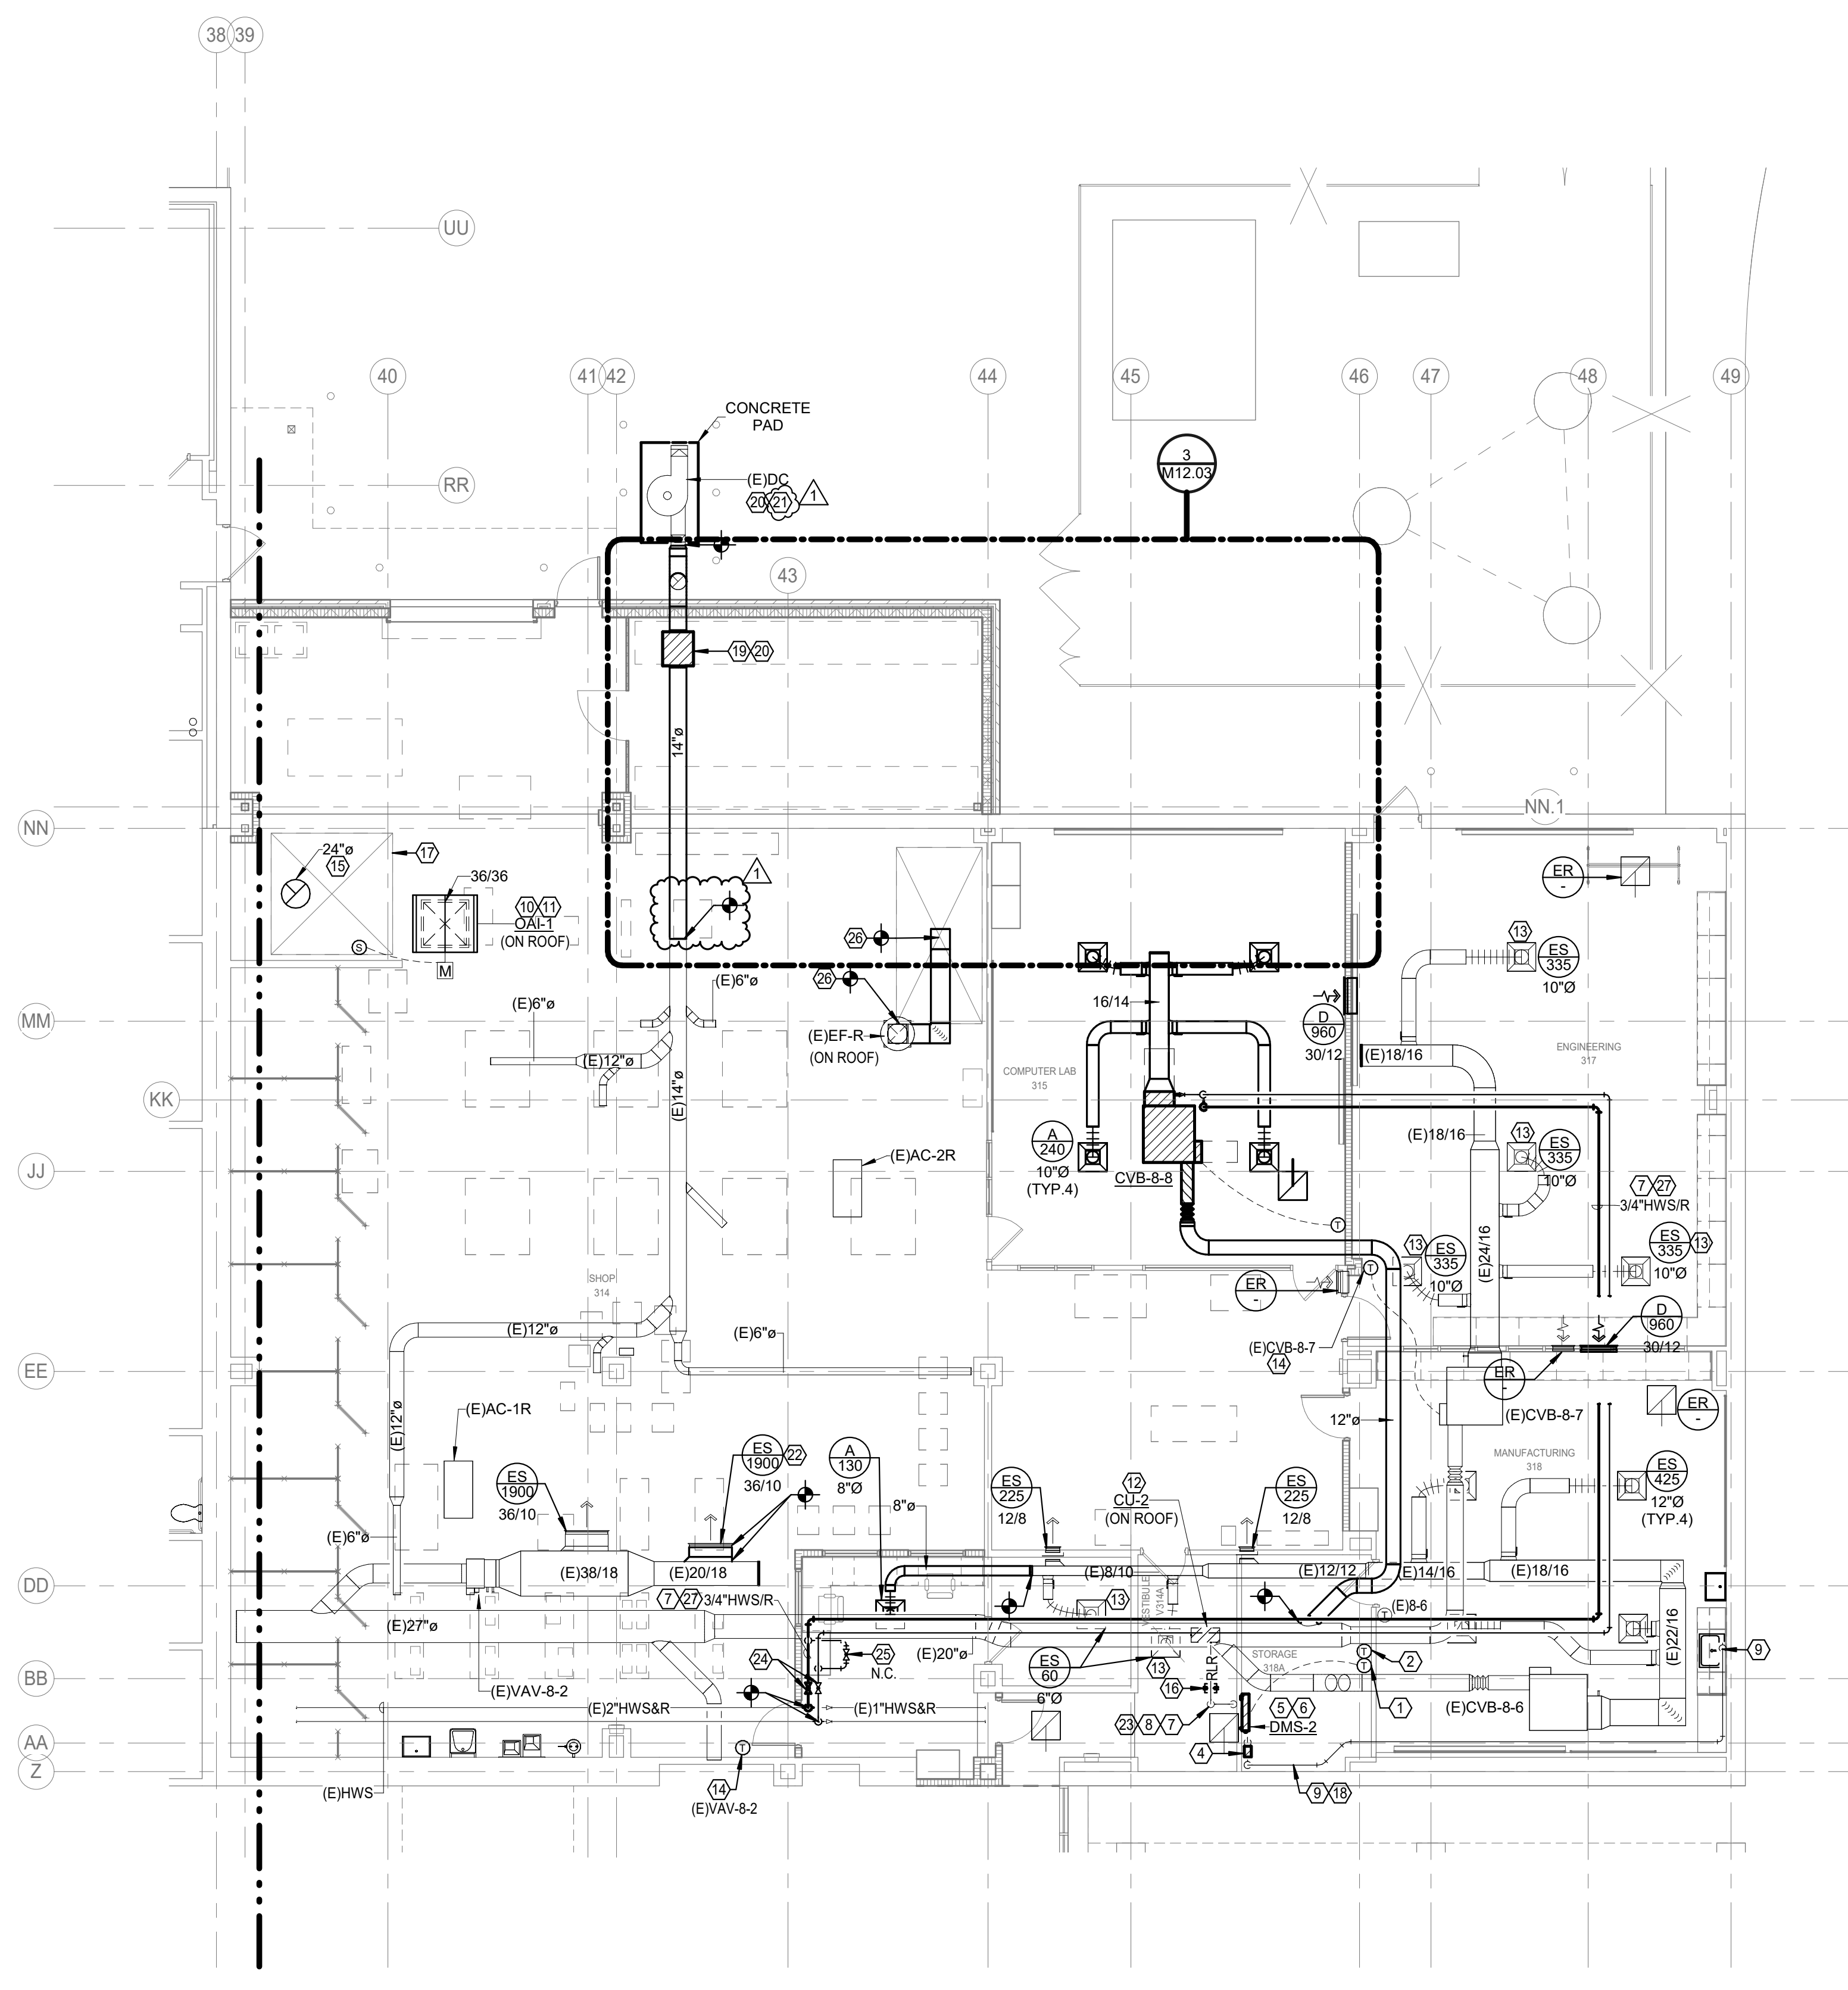 38
39
UU
40
41
42
44
45
46
47
48
49
CONCRETE
PAD
3
M12.03
(E)DC
20
21
1
RR
43
19
20
14"ø
NN
NN.1
24"ø
15
17
36/36
10
11
OAI-1
(ON ROOF)
S
M
1
26
26
(E)EF-R
(ON ROOF)
ER
-
13
ES
335
10"Ø
MM
(E)6"ø
(E)6"ø
(E)12"ø
16/14
D
960
30/12
(E)18/16
ENGINEERING
317
COMPUTER LAB
315
KK
(E)14"ø
A
240
10"Ø
(TYP.4)
CVB-8-8
(E)18/16
13
ES
335
10"Ø
JJ
(E)AC-2R
7
27
3/4"HWS/R
T
13
ES
335
10"Ø
(E)24/16
ES
335
13
10"Ø
SHOP
314
ER
-
T
(E)12"ø
(E)6"ø
(E)CVB-8-7
14
D
960
30/12
EE
ER
-
(E)12"ø
(E)AC-1R
12"ø
(E)CVB-8-7
ER
-
MANUFACTURING
318
ES
1900
36/10
ES
1900
22
36/10
A
130
8"Ø
8"ø
ES
225
12/8
12
CU-2
(ON ROOF)
ES
225
12/8
ES
425
12"Ø
(TYP.4)
(E)6"ø
DD
(E)38/18
(E)20/18
(E)8/10
(E)12/12
(E)14/16
(E)18/16
7
27
3/4"HWS/R
VESTIBULE
V314A
13
(E)8-6
T
(E)27"ø
(E)22/16
BB
24
25
N.C.
(E)20"ø
ES
60
6"Ø
13
RLR
STORAGE
318A
T
2
9
(E)VAV-8-2
16
T
1
(E)2"HWS&R
(E)1"HWS&R
5
6
DMS-2
(E)CVB-8-6
23
8
7
AA
T
4
Z
(E)HWS
14
(E)VAV-8-2
9
18